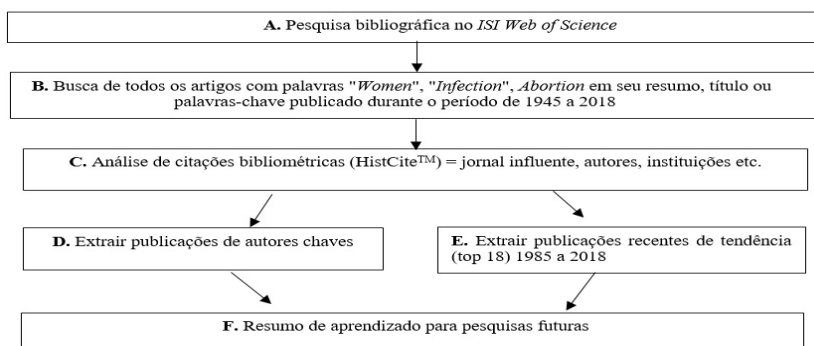 A. Pesquisa bibliográfica no ISI Web of Science
B. Busca de todos os artigos com palavras "Women", "Infection", Abortion em seu resumo, título ou
palavras-chave publicado durante o período de 1945 a 2018
C. Análise de citações bibliométricas (HistCite™) = jornal influente, autores, instituições etc.
D. Extrair publicações de autores chaves
E. Extrair publicações recentes de tendência
(top 18) 1985 a 2018
F. Resumo de aprendizado para pesquisas futuras